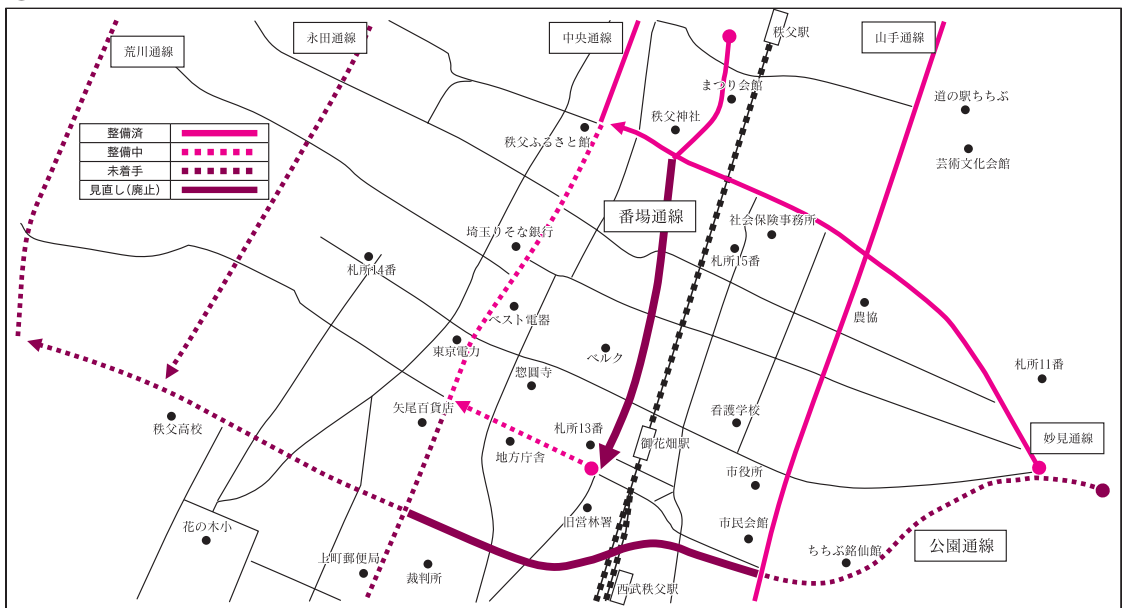 荒川通線
永田通線
中央通線
秩父駅
山手通線
まつり会館
道の駅ちちぶ
秩父神社
整備済
整備中
未着手
見直し(廃止)
秩父ふるさと館
芸術文化会館
番場通線
社会保険事務所
埼玉りそな銀行
札所14番
札所15番
ベスト電器
農協
東京電力
ベルク
惣圓寺
札所11番
矢尾百貨店
看護学校
秩父高校
札所13番
御花畑駅
妙見通線
地方庁舎
市役所
旧営林署
花の木小
市民会館
公園通線
上町郵便局
裁判所
ちちぶ銘仙館
西武秩父駅